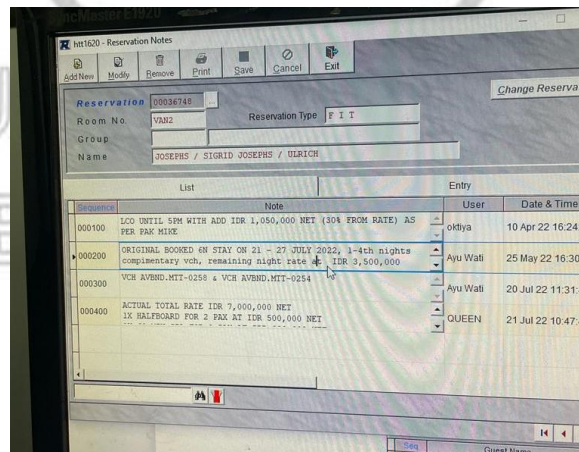 SyncMaster E1920
htt1620 - Reservation Notes
Add New Modify Remove Print Save Cancel Exit
Change Reserva
Reservation 00036748 ...
Room No. VAN2 Reservation Type F I T
Group
Name JOSEPHS / SIGRID JOSEPHS / ULRICH
List Entry
Sequence Note User Date & Time
000100 LCO UNTIL 5PM WITH ADD IDR 1,050,000 NET (30% FROM RATE) AS
PER PAK MIKE oktiya 10 Apr 22 16:24
000200 ORIGINAL BOOKED 6N STAY ON 21 - 27 JULY 2022, 1-4th nights
compimentary vch, remaining night rate at IDR 3,500,000 Ayu Wati 25 May 22 16:30
000300 VCH AVBND.MTT-0258 & VCH AVBND.MTT-0254 Ayu Wati 20 Jul 22 11:31:
000400 ACTUAL TOTAL RATE IDR 7,000,000 NET
1X HALFBOARD FOR 2 PAX AT IDR 500,000 NET QUEEN 21 Jul 22 10:47:
Seq Guest Name